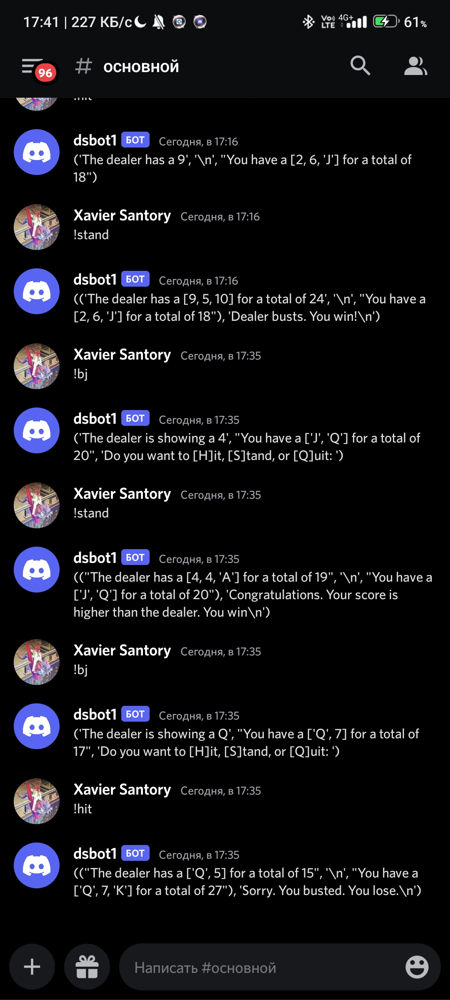 17:41 | 227 КБ/с
Vo) LTE 4G+ 61%
96
# основной
!hit
dsbot1 БОТ Сегодня, в 17:16
('The dealer has a 9', '\n', "You have a [2, 6, 'J'] for a total of
18")
Xavier Santory Сегодня, в 17:16
!stand
dsbot1 БОТ Сегодня, в 17:16
(('The dealer has a [9, 5, 10] for a total of 24', '\n', "You have a
[2, 6, 'J'] for a total of 18"), 'Dealer busts. You win!\n')
Xavier Santory Сегодня, в 17:35
!bj
dsbot1 БОТ Сегодня, в 17:35
('The dealer is showing a 4', "You have a ['J', 'Q'] for a total of
20", 'Do you want to [H]it, [S]tand, or [Q]uit: ')
Xavier Santory Сегодня, в 17:35
!stand
dsbot1 БОТ Сегодня, в 17:35
(("The dealer has a [4, 4, 'A'] for a total of 19", '\n', "You have a
['J', 'Q'] for a total of 20"), 'Congratulations. Your score is
higher than the dealer. You win\n')
Xavier Santory Сегодня, в 17:35
!bj
dsbot1 БОТ Сегодня, в 17:35
('The dealer is showing a Q', "You have a ['Q', 7] for a total of
17", 'Do you want to [H]it, [S]tand, or [Q]uit: ')
Xavier Santory Сегодня, в 17:35
!hit
dsbot1 БОТ Сегодня, в 17:35
(("The dealer has a ['Q', 5] for a total of 15", '\n', "You have a
['Q', 7, 'K'] for a total of 27"), 'Sorry. You busted. You lose.\n')
Написать #основной